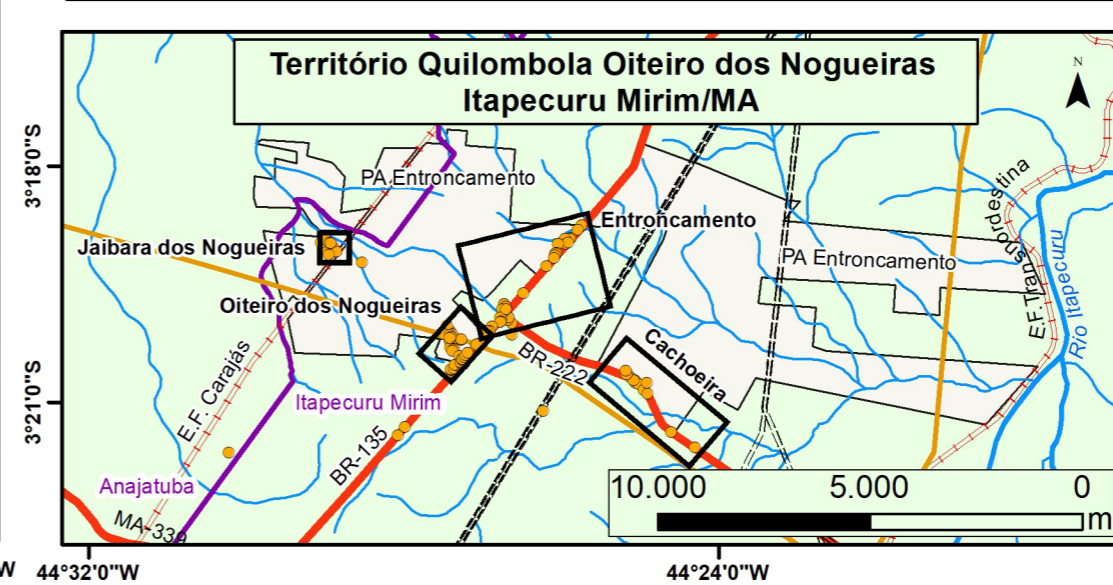 Território Quilombola Oiteiro dos Nogueiras
Itapecuru Mirim/MA
N
3°18'0"S
PA Entroncamento
Entroncamento
Jaibara dos Nogueiras
PA Entroncamento
E.F. Transnordestina
Rio Itapecuru
Oiteiro dos Nogueiras
Cachoeira
BR-222
E.F. Carajás
3°21'0"S
Itapecuru Mirim
BR-135
Anajatuba
10.000 5.000 0
m
W 44°32'0"W 44°24'0"W